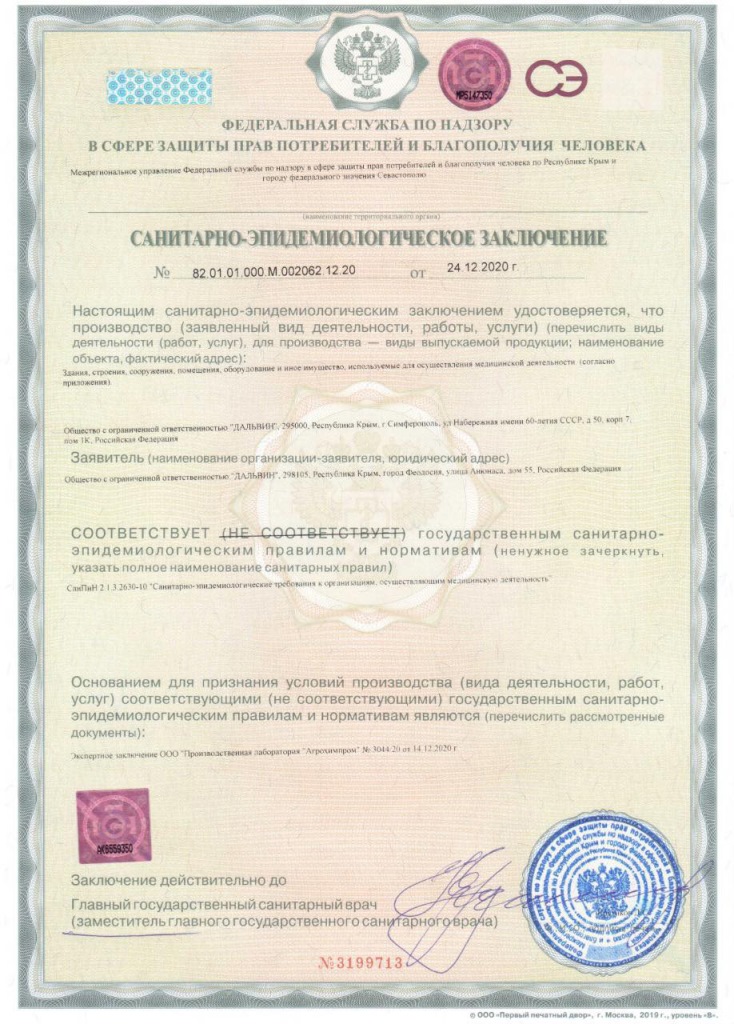 МР5147350
СЭ
ФЕДЕРАЛЬНАЯ СЛУЖБА ПО НАДЗОРУ
В СФЕРЕ ЗАЩИТЫ ПРАВ ПОТРЕБИТЕЛЕЙ И БЛАГОПОЛУЧИЯ ЧЕЛОВЕКА
Межрегиональное управление Федеральной службы по надзору в сфере защиты прав потребителей и благополучия человека по Республике Крым и
городу федерального значения Севастополю
(наименование территориального органа)
САНИТАРНО-ЭПИДЕМИОЛОГИЧЕСКОЕ ЗАКЛЮЧЕНИЕ
№ 82.01.01.000.М.002062.12.20 от 24.12.2020 г.
Настоящим санитарно-эпидемиологическим заключением удостоверяется, что
производство (заявленный вид деятельности, работы, услуги) (перечислить виды
деятельности (работ, услуг), для производства — виды выпускаемой продукции; наименование
объекта, фактический адрес):
Здания, строения, сооружения, помещения, оборудование и иное имущество, используемые для осуществления медицинской деятельности (согласно
приложения).
Общество с ограниченной ответственностью "ДАЛЬВИН", 295000, Республика Крым, г Симферополь, ул Набережная имени 60-летия СССР, д 50, корп 7,
пом 1К, Российская Федерация
Заявитель (наименование организации-заявителя, юридический адрес)
Общество с ограниченной ответственностью "ДАЛЬВИН", 298105, Республика Крым, город Феодосия, улица Анюнаса, дом 55, Российская Федерация
СООТВЕТСТВУЕТ (НЕ СООТВЕТСТВУЕТ) государственным санитарно-
эпидемиологическим правилам и нормативам (ненужное зачеркнуть,
указать полное наименование санитарных правил)
СанПиН 2.1.3.2630-10 "Санитарно-эпидемиологические требования к организациям, осуществляющим медицинскую деятельность"
Основанием для признания условий производства (вида деятельности, работ,
услуг) соответствующими (не соответствующими) государственным санитарно-
эпидемиологическим правилам и нормативам являются (перечислить рассмотренные
документы):
Экспертное заключение ООО "Производственная лаборатория "Агрохимпром" № 3044/20 от 14.12.2020 г
АК6559350
Заключение действительно до
Главный государственный санитарный врач
(заместитель главного государственного санитарного врача)
№3199713
© ООО «Первый печатный двор», г. Москва, 2019 г., уровень «В».